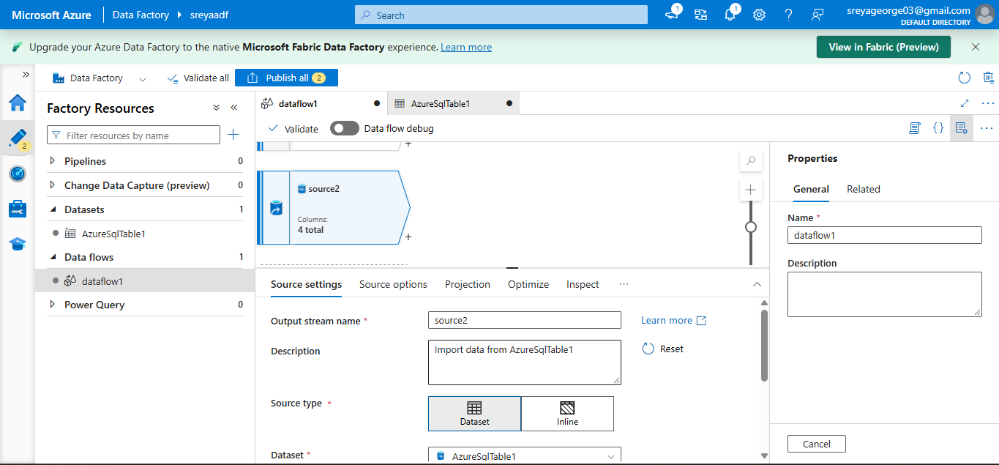 Microsoft Azure
Data Factory
sreyaadf
Search
1
1
sreyageorge03@gmail.com
DEFAULT DIRECTORY
Upgrade your Azure Data Factory to the native Microsoft Fabric Data Factory experience. Learn more
View in Fabric (Preview)
Data Factory
Validate all
Publish all 2
2
Factory Resources
Filter resources by name
Pipelines 0
Change Data Capture (preview) 0
Datasets 1
AzureSqlTable1
Data flows 1
dataflow1
Power Query 0
dataflow1
AzureSqlTable1
Validate
Data flow debug
{}
source2
Columns:
4 total
Source settings
Source options
Projection
Optimize
Inspect
...
Output stream name *
source2
Learn more
Description
Import data from AzureSqlTable1
Reset
Source type *
Dataset
Inline
Dataset *
AzureSqlTable1
Properties
General
Related
Name *
dataflow1
Description
Cancel